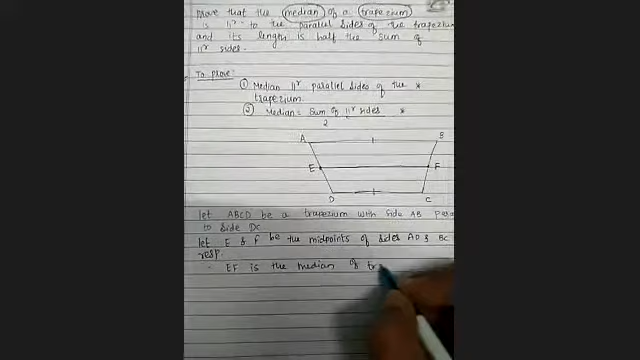 Prove that the median of a trapezium
is ||r to the parallel sides of the trapezium
and its length is half the sum of
||r sides.
To prove:
① Median ||r parallel sides of the *
trapezium
② Median = Sum of ||r sides *
2
A B
E F
D C
let ABCD be a trapezium with side AB
to side DC
let E & F be the midpoints of sides AD & BC
resp.
EF is the median of